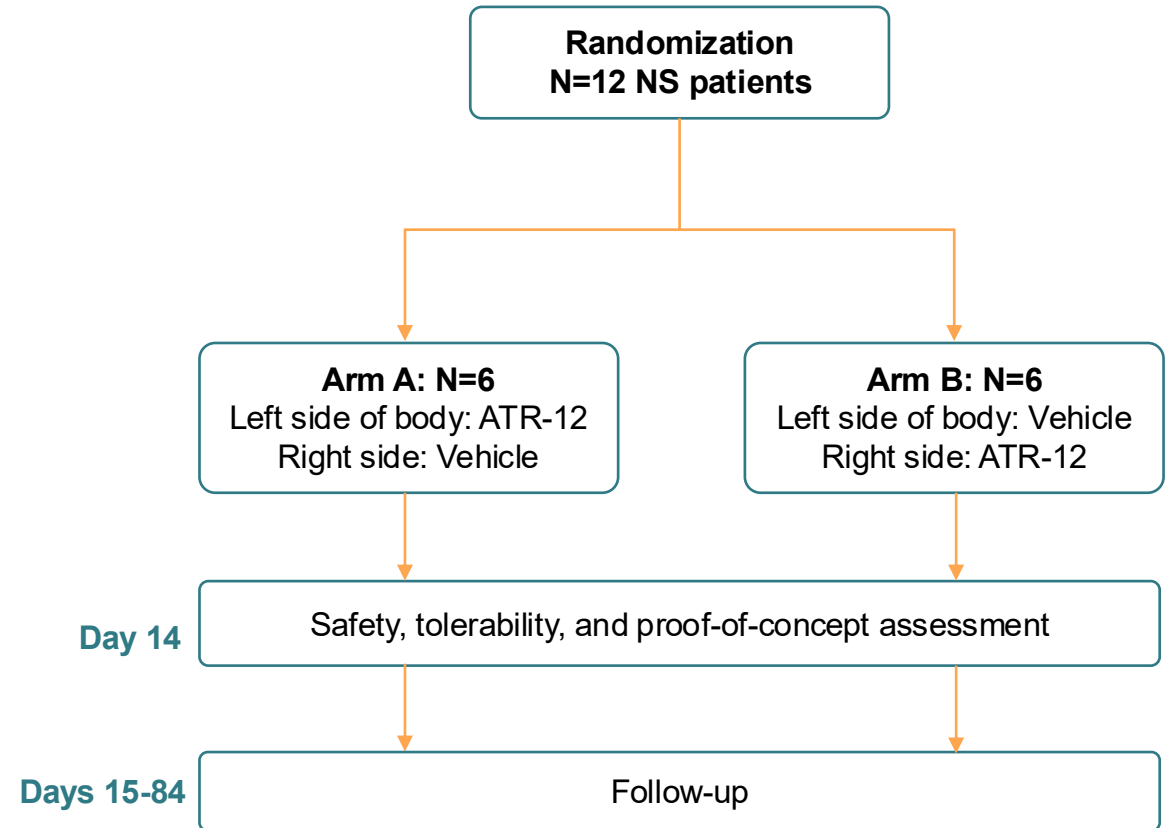 Randomization
N=12 NS patients
Arm A: N=6
Left side of body: ATR-12
Right side: Vehicle
Arm B: N=6
Left side of body: Vehicle
Right side: ATR-12
Day 14
Safety, tolerability, and proof-of-concept assessment
Days 15-84
Follow-up